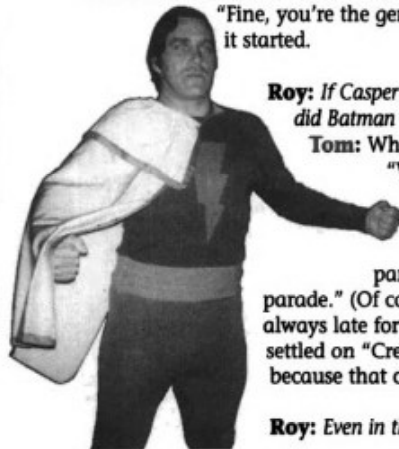 "Fine, you're the gen
it started.
Roy: If Casper
did Batman
Tom: Wh
"
par
parade." (Of co
always late for
settled on "Cre
because that c
Roy: Even in th